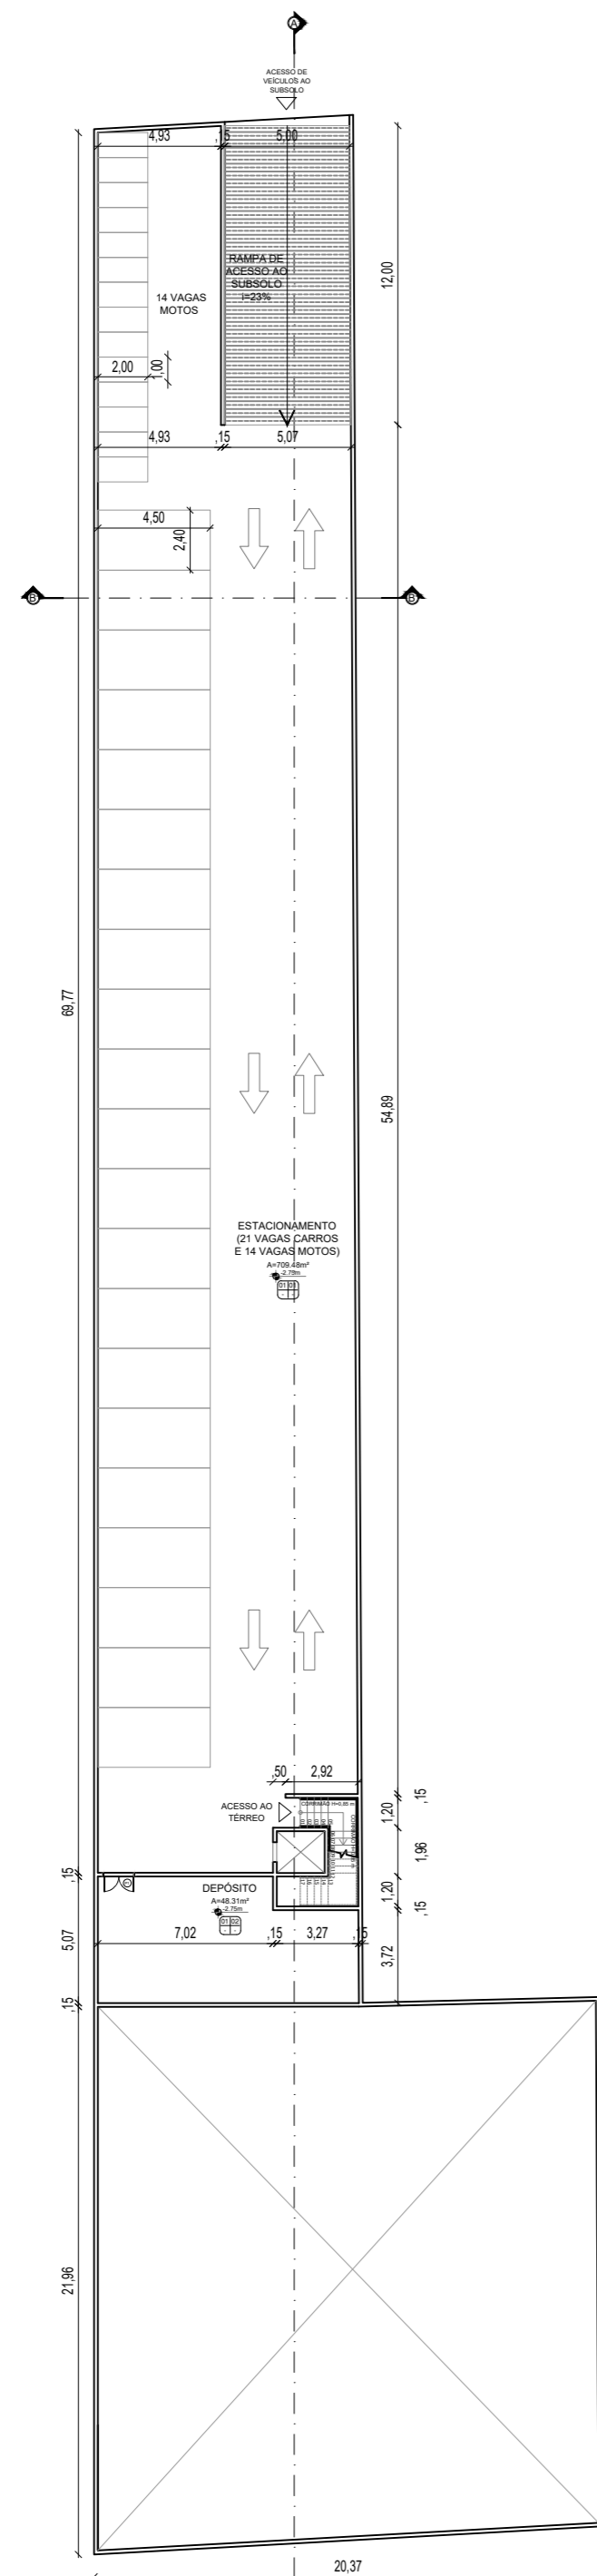 A
ACESSO DE
VEÍCULOS AO
SUBSOLO
4,93
,15
5,00
RAMPA DE
ACESSO AO
SUBSOLO
i=23%
12,00
14 VAGAS
MOTOS
2,00
1,00
4,93
,15
5,07
4,50
2,40
B
B
69,77
54,89
ESTACIONAMENTO
(21 VAGAS CARROS
E 14 VAGAS MOTOS)
A=709.48m²
-2.75m
01 01
,50
2,92
,15
ACESSO AO
TÉRREO
CORRIMÃO H=0,85 m
1,20
1,96
1,20
,15
,15
DEPÓSITO
A=48.31m²
-2.75m
01 02
7,02
,15
3,27
,15
5,07
3,72
,15
21,96
20,37